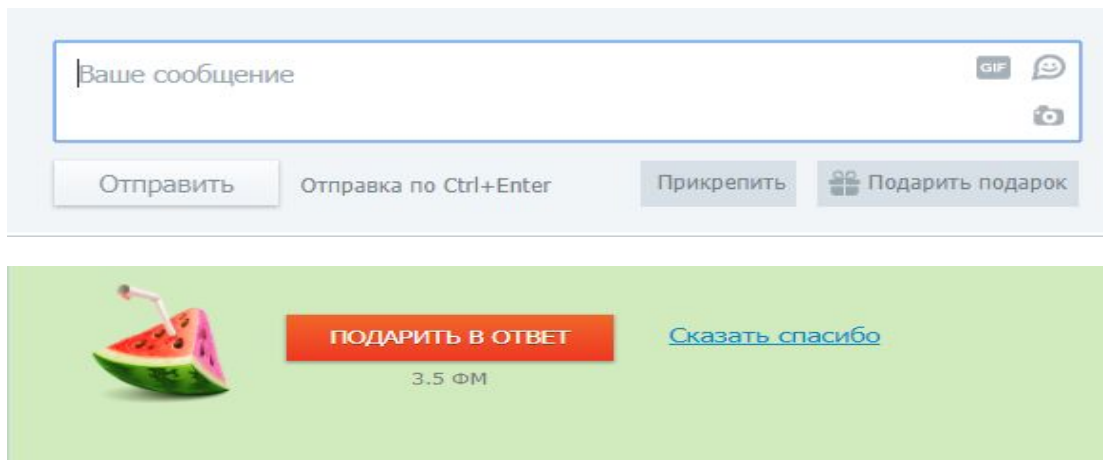 Ваше сообщение
GIF
Отправить
Отправка по Ctrl+Enter
Прикрепить
Подарить подарок
ПОДАРИТЬ В ОТВЕТ
Сказать спасибо
3.5 ФМ